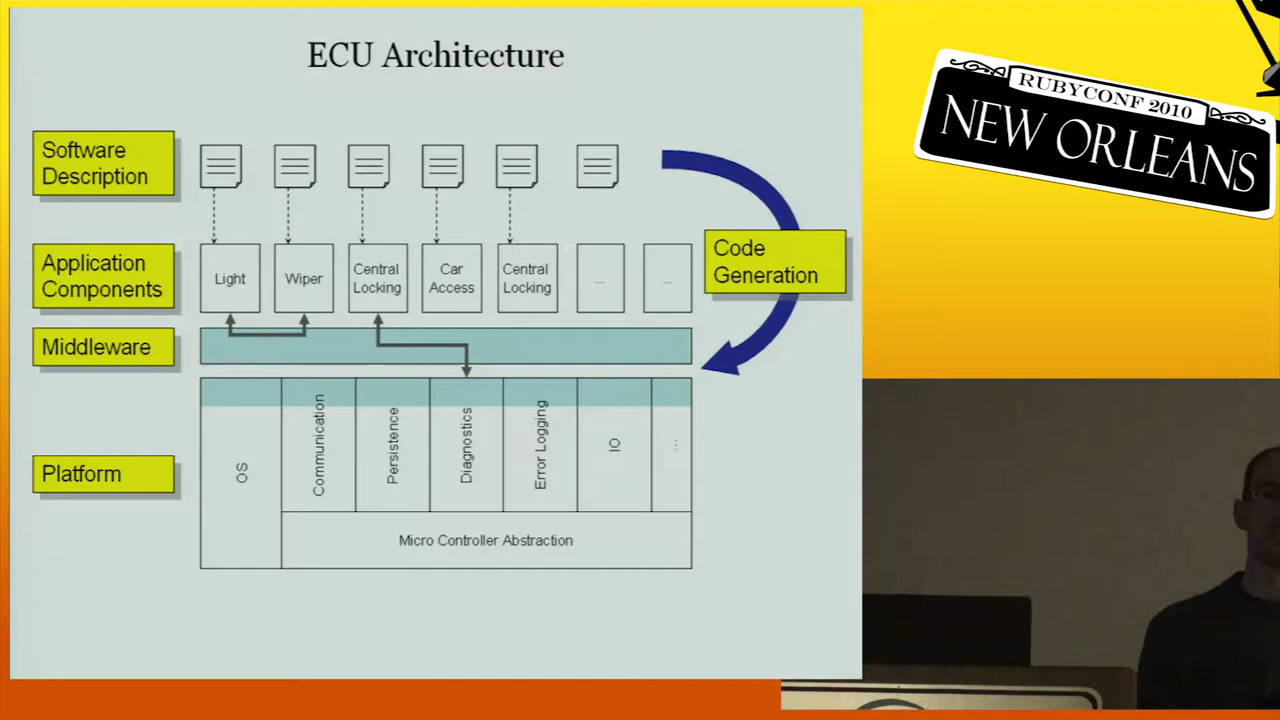 ECU Architecture
Software
Description
Application
Components
Light
Wiper
Central
Locking
Car
Access
Central
Locking
...
...
Code
Generation
Middleware
Platform
OS
Communication
Persistence
Diagnostics
Error Logging
IO
...
Micro Controller Abstraction
RUBYCONF 2010
NEW ORLEANS